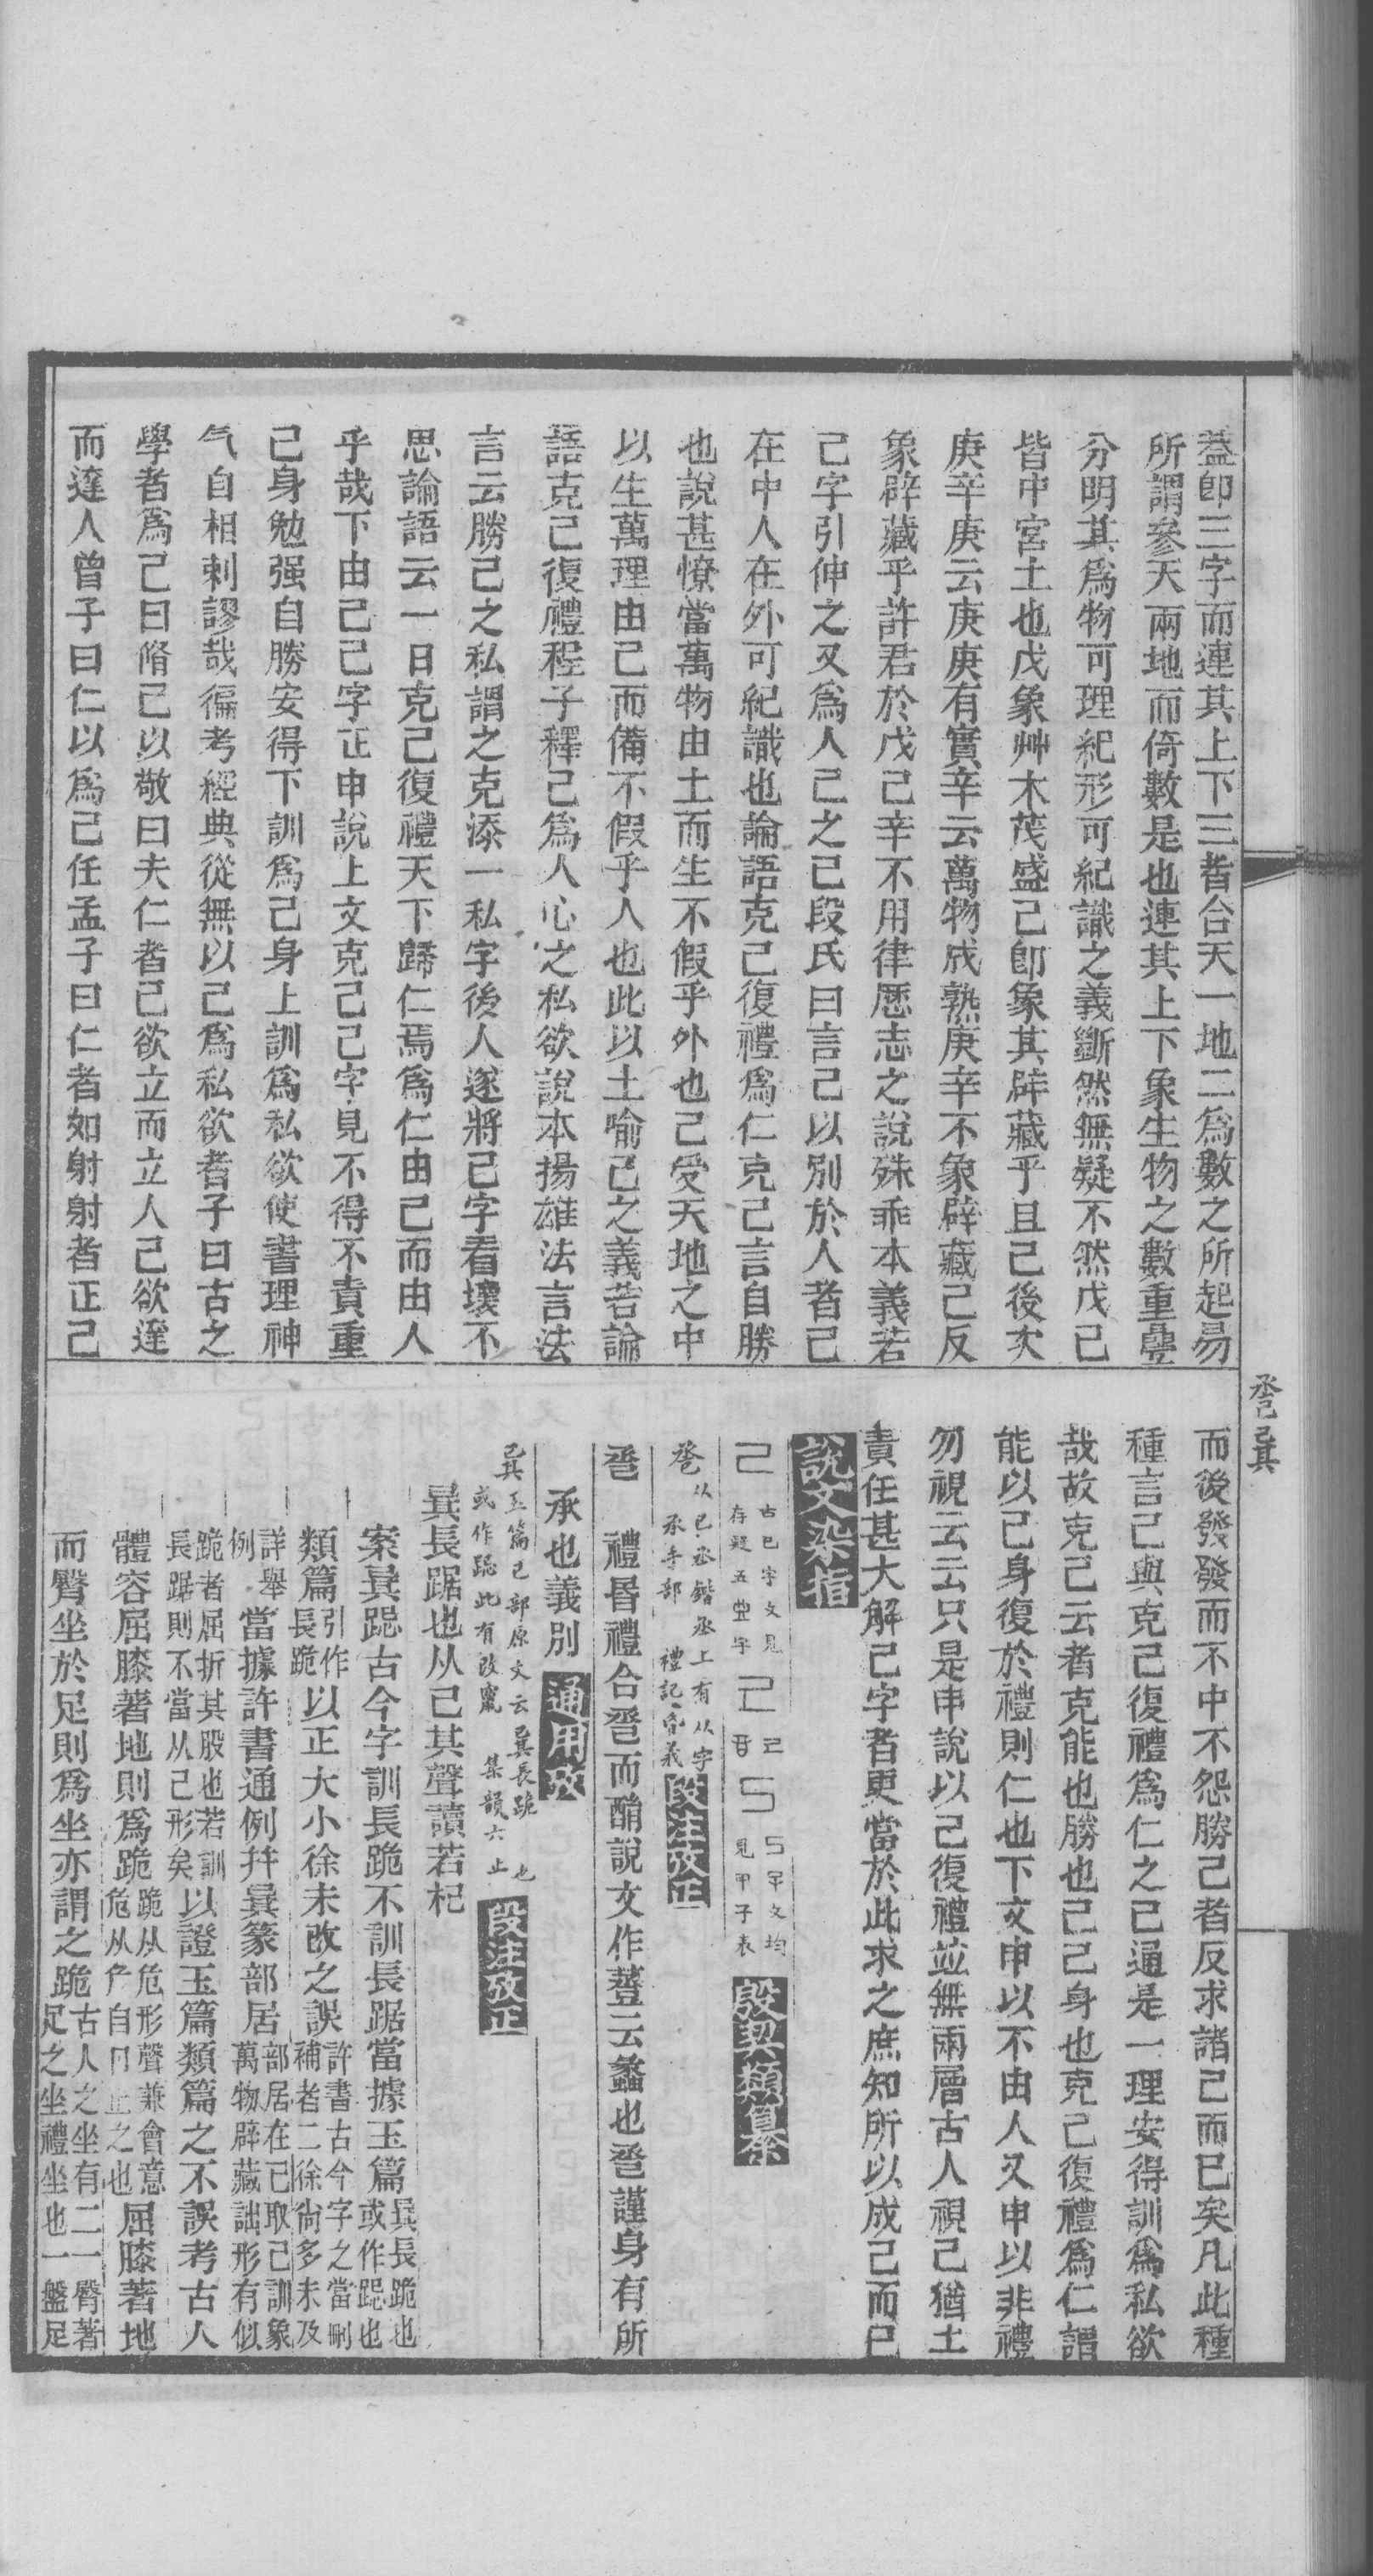 蓋卽三字而連其上下三者合天一地二爲數之所起易
所謂參天兩地而倚數是也連其上下象生物之數重疊
分明其爲物可理紀形可紀識之義斷然無疑不然戊己
皆中宮土也戊象艸木茂盛己卽象其辟藏乎且己後次
庚辛庚云庚庚有實辛云萬物成熟庚辛不象辟藏己反
象辟藏乎許君於戊己辛不用律厤志之說殊乖本義若
己字引伸之又爲人己之己段氏曰言己以別於人者己
在中人在外可紀識也論語克己復禮爲仁克己言自勝
也說甚憭當萬物由土而生不假乎外也己受天地之中
以生萬理由己而備不假乎人也此以土喻己之義若論
語克己復禮程子釋己爲人心之私欲說本揚雄法言法
言云勝己之私謂之克添一私字後人遂將己字看壞不
思論語云一日克己復禮天下歸仁焉爲仁由己而由人
乎哉下由己己字正申說上文克己己字見不得不責重
己身勉强自勝安得下訓爲己身上訓爲私欲使書理神
气自相刺謬哉徧考經典從無以己爲私欲者子曰古之
學者爲己曰脩己以敬曰夫仁者己欲立而立人己欲達
而達人曾子曰仁以爲己任孟子曰仁者如射射者正己
巹 㠱
而後發發而不中不怨勝己者反求諸己而已矣凡此種
種言己與克己復禮爲仁之己通是一理安得訓爲私欲
哉故克己云者克能也勝也己己身也克己復禮爲仁謂
能以己身復於禮則仁也下文申以不由人又申以非禮
勿視云云只是申說以己復禮竝無兩層古人視己猶土
責任甚大解己字者更當於此求之庶知所以成己而已
說文染指
古巳字文見
存疑五𡉚字
見甲子表
殷契類纂
巹 从己丞鍇丞上有从字
承手部 禮記昏義
段注攷正
巹 禮昏禮合巹而酳說文作𧯷云蠡也巹謹身有所
承也義別 通用攷
㠱 玉篇己部原文云㠱長跪也
或作跽此有改竄 集韻六止
段注攷正
㠱長踞也从己其聲讀若杞
案㠱跽古今字訓長跪不訓長踞當據玉篇㠱長跪也或作跽也
類篇引作長跪以正大小徐未改之誤許書古今字之當刪補者二徐尙多未及
詳舉例當據許書通例幷㠱篆部居部居在己取己訓象萬物辟藏詘形有似
跪者屈折其股也若訓長踞則不當从己形矣以證玉篇類篇之不誤考古人
體容屈膝著地則爲跪跪从危形聲兼會意危从厃自卪止之也屈膝著地
而臀坐於足則爲坐亦謂之跪古人之坐有二一臀著足之坐禮坐也一盤足